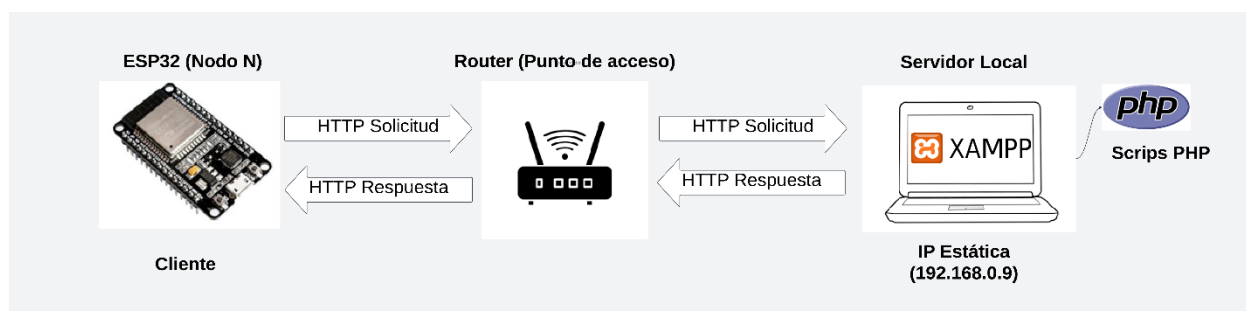 ESP32 (Nodo N)
Router (Punto de acceso)
Servidor Local
HTTP Solicitud
HTTP Solicitud
php
XAMPP
Scrips PHP
HTTP Respuesta
HTTP Respuesta
Cliente
IP Estática
(192.168.0.9)